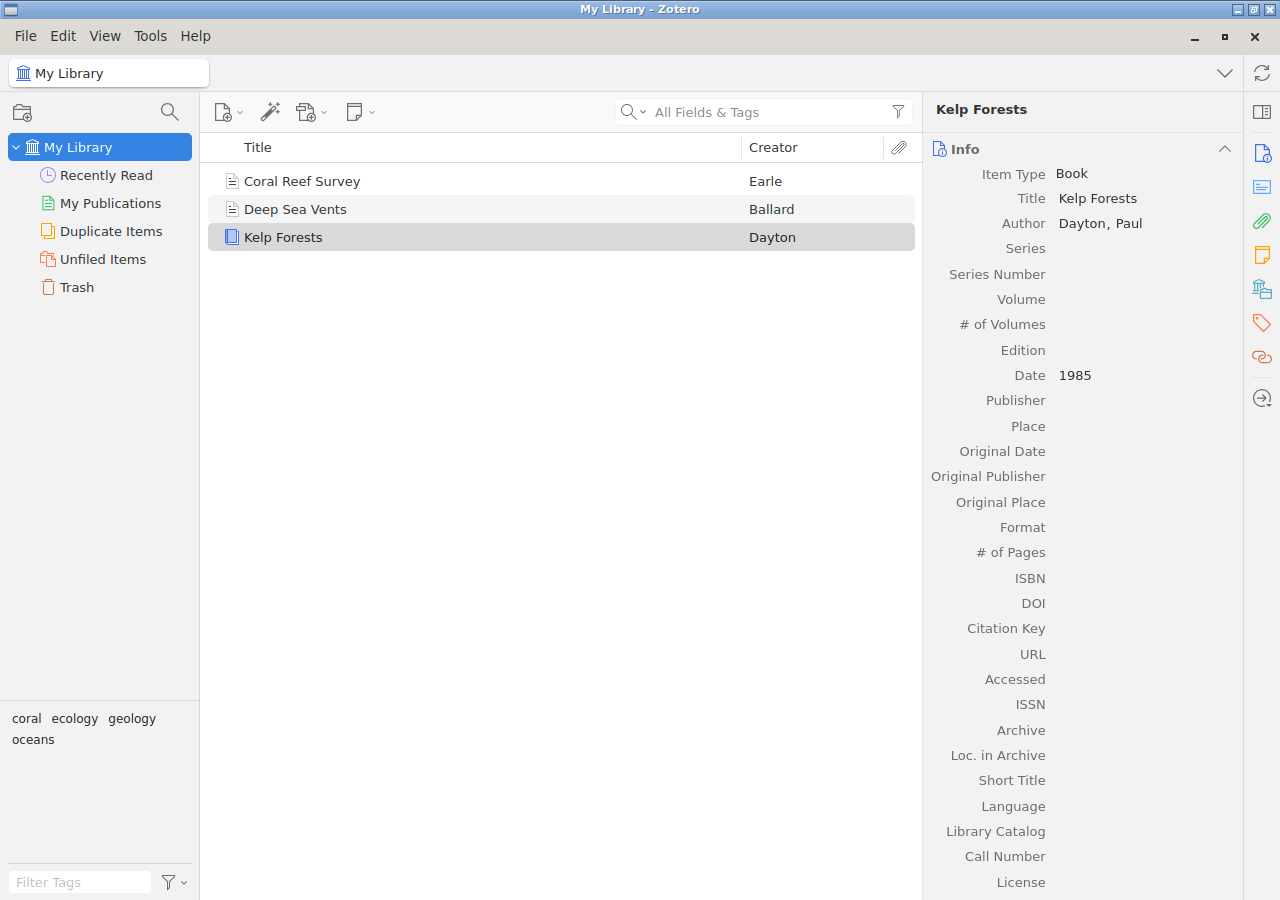 My Library - Zotero
File Edit View Tools Help
My Library
My Library
Recently Read
My Publications
Duplicate Items
Unfiled Items
Trash
coral ecology geology
oceans
Filter Tags
All Fields & Tags
Title Creator
Coral Reef Survey Earle
Deep Sea Vents Ballard
Kelp Forests Dayton
Kelp Forests
Info
Item Type Book
Title Kelp Forests
Author Dayton, Paul
Series
Series Number
Volume
# of Volumes
Edition
Date 1985
Publisher
Place
Original Date
Original Publisher
Original Place
Format
# of Pages
ISBN
DOI
Citation Key
URL
Accessed
ISSN
Archive
Loc. in Archive
Short Title
Language
Library Catalog
Call Number
License